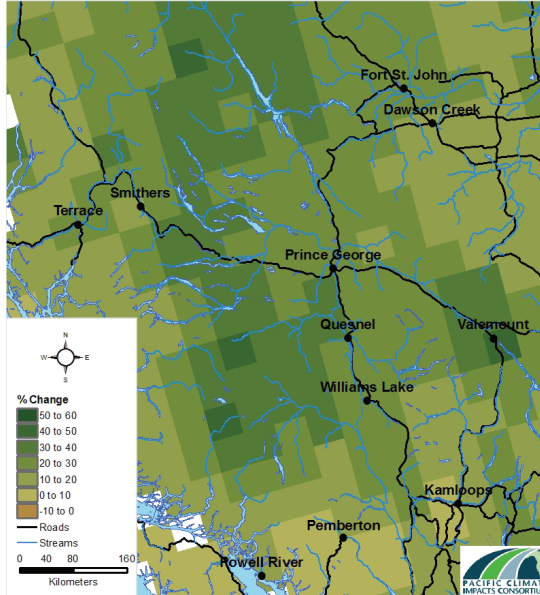 Fort St. John
Dawson Creek
Smithers
Terrace
Prince George
Quesnel
Valemount
Williams Lake
Kamloops
Pemberton
Powell River
N
W
E
S
% Change
50 to 60
40 to 50
30 to 40
20 to 30
10 to 20
0 to 10
-10 to 0
Roads
Streams
0 40 80 160
Kilometers
PACIFIC CLIMAT
IMPACTS CONSORTIU